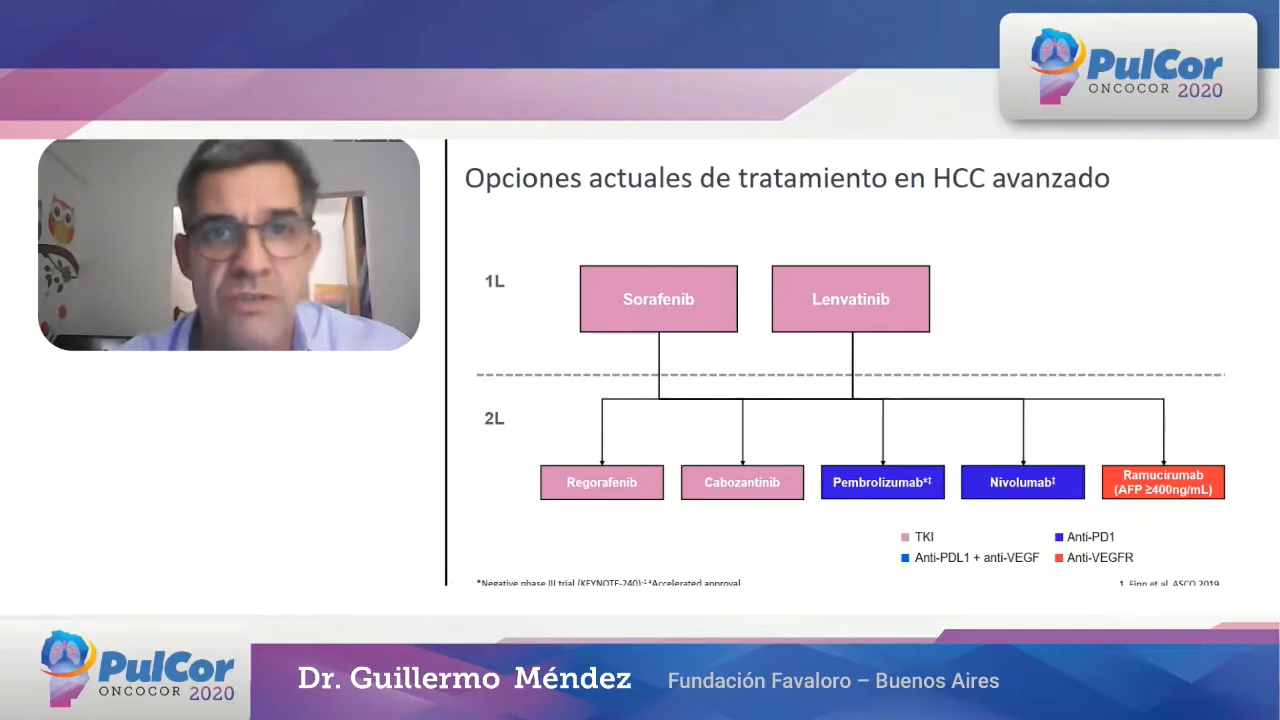 PulCor
ONCOCOR 2020
Opciones actuales de tratamiento en HCC avanzado
1L
Sorafenib
Lenvatinib
2L
Regorafenib
Cabozantinib
Pembrolizumab*‡
Nivolumab‡
Ramucirumab
(AFP ≥400ng/mL)
TKI
Anti-PD1
Anti-PDL1 + anti-VEGF
Anti-VEGFR
*Negative phase III trial (KEYNOTE-240);¹ ‡Accelerated approval
1. Finn et al. ASCO 2019
PulCor
ONCOCOR 2020
Dr. Guillermo Méndez
Fundación Favaloro – Buenos Aires